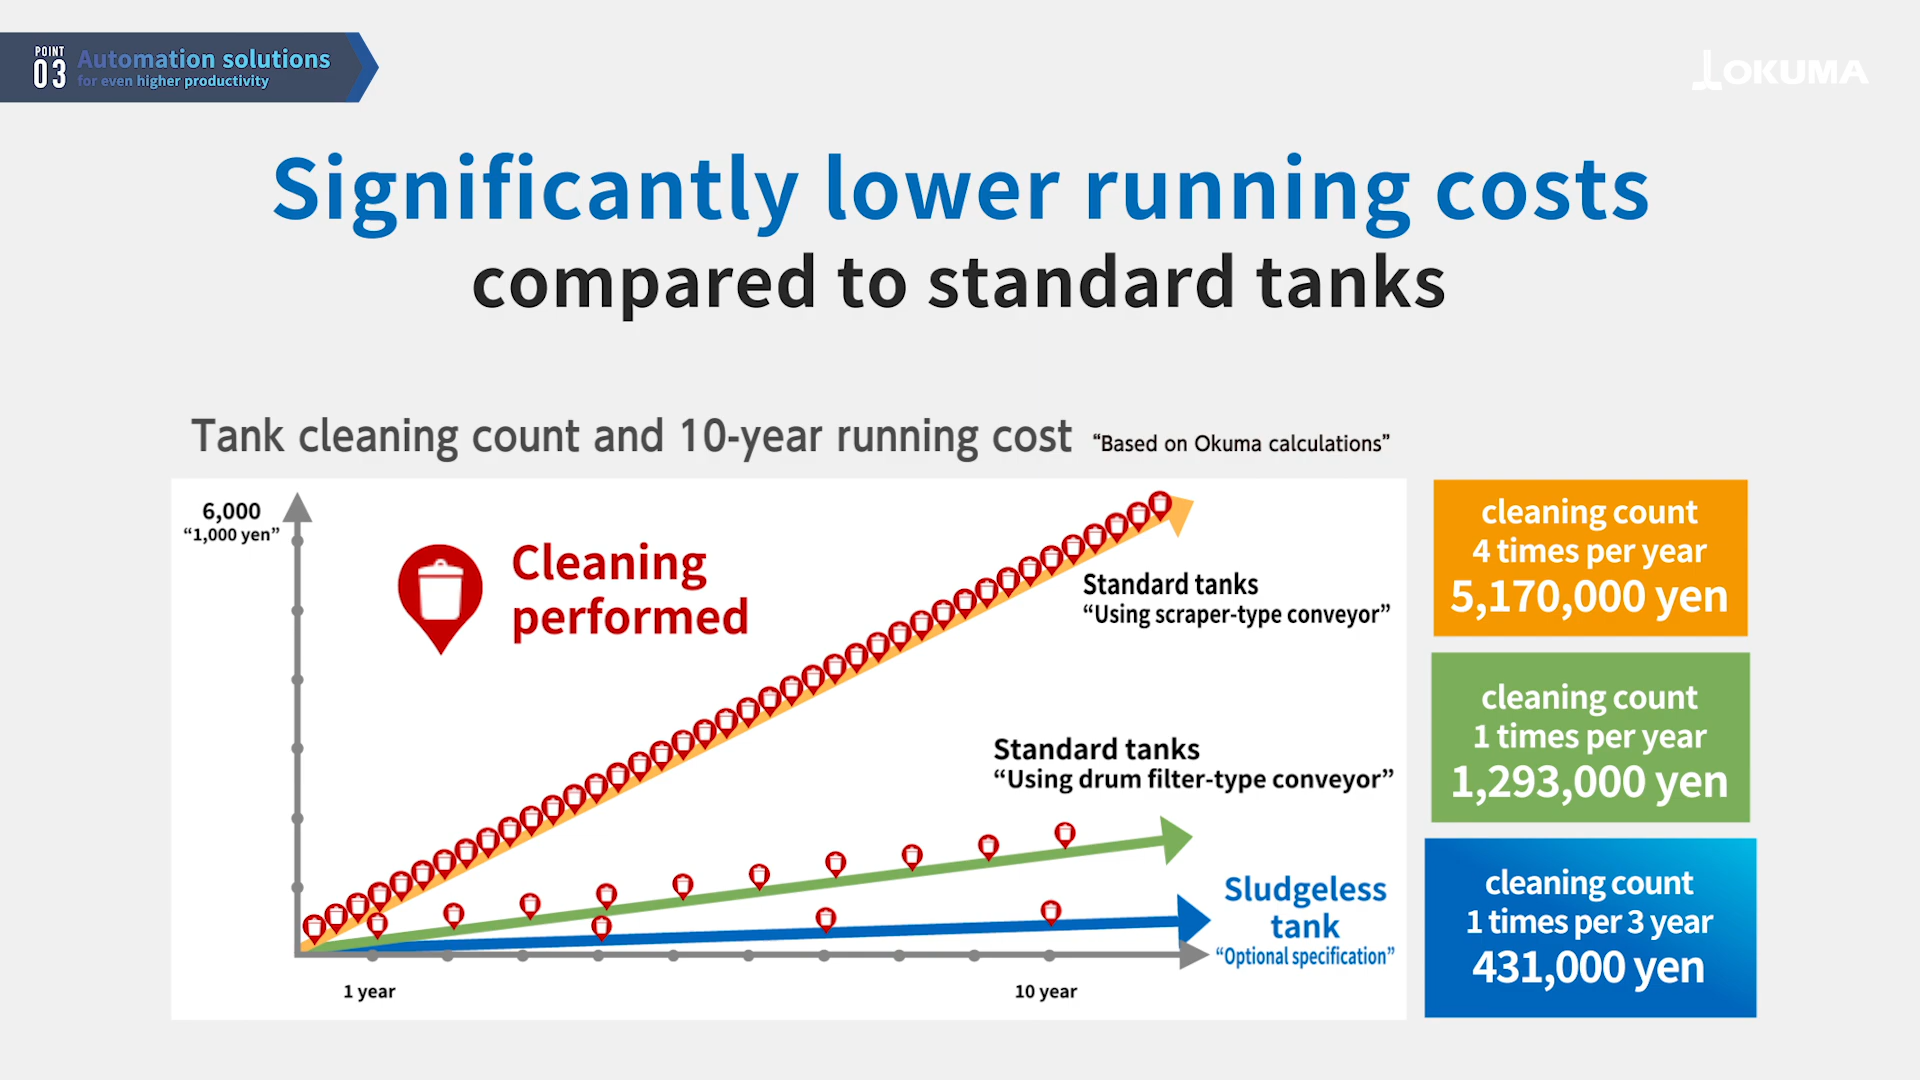 POINT
03
Automation solutions
for even higher productivity
OKUMA
Significantly lower running costs
compared to standard tanks
Tank cleaning count and 10-year running cost “Based on Okuma calculations”
6,000
“1,000 yen”
Cleaning
performed
Standard tanks
“Using scraper-type conveyor”
Standard tanks
“Using drum filter-type conveyor”
Sludgeless
tank
“Optional specification”
1 year
10 year
cleaning count
4 times per year
5,170,000 yen
cleaning count
1 times per year
1,293,000 yen
cleaning count
1 times per 3 year
431,000 yen